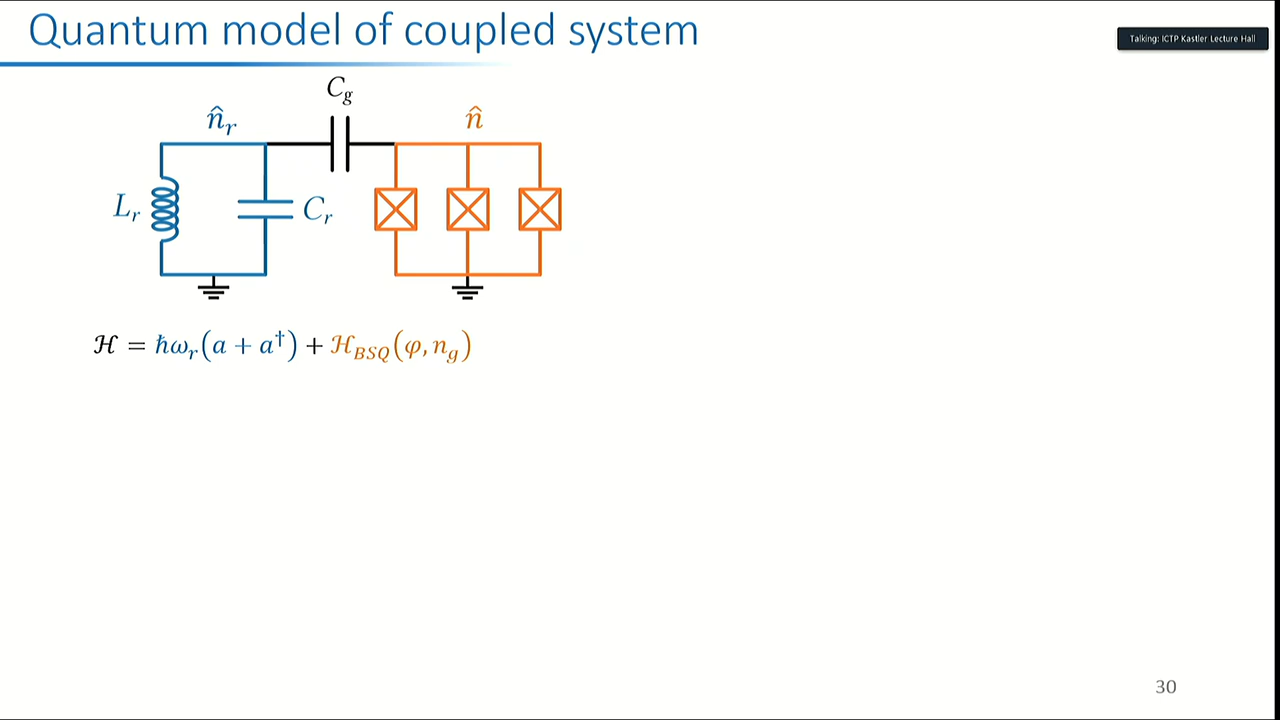 Quantum model of coupled system
Talking: ICTP Kastler Lecture Hall
C_g
n̂_r
n̂
L_r
C_r
ℋ = ℏω_r(a + a†) + ℋ_BSQ(φ, n_g)
30